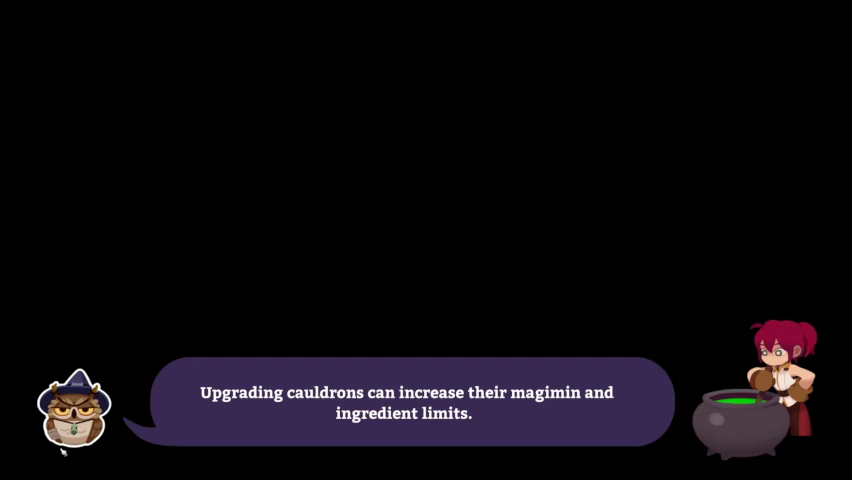 Upgrading cauldrons can increase their magimin and
ingredient limits.